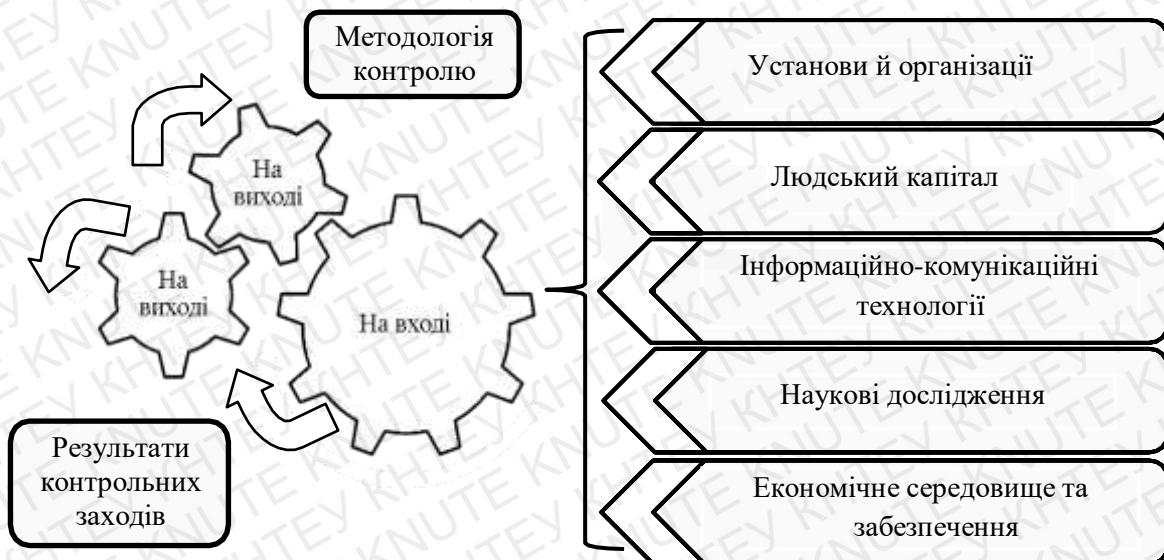 Методологія
контролю
На
виході
На
виході
На вході
Результати
контрольних
заходів
Установи й організації
Людський капітал
Інформаційно-комунікаційні
технології
Наукові дослідження
Економічне середовище та
забезпечення